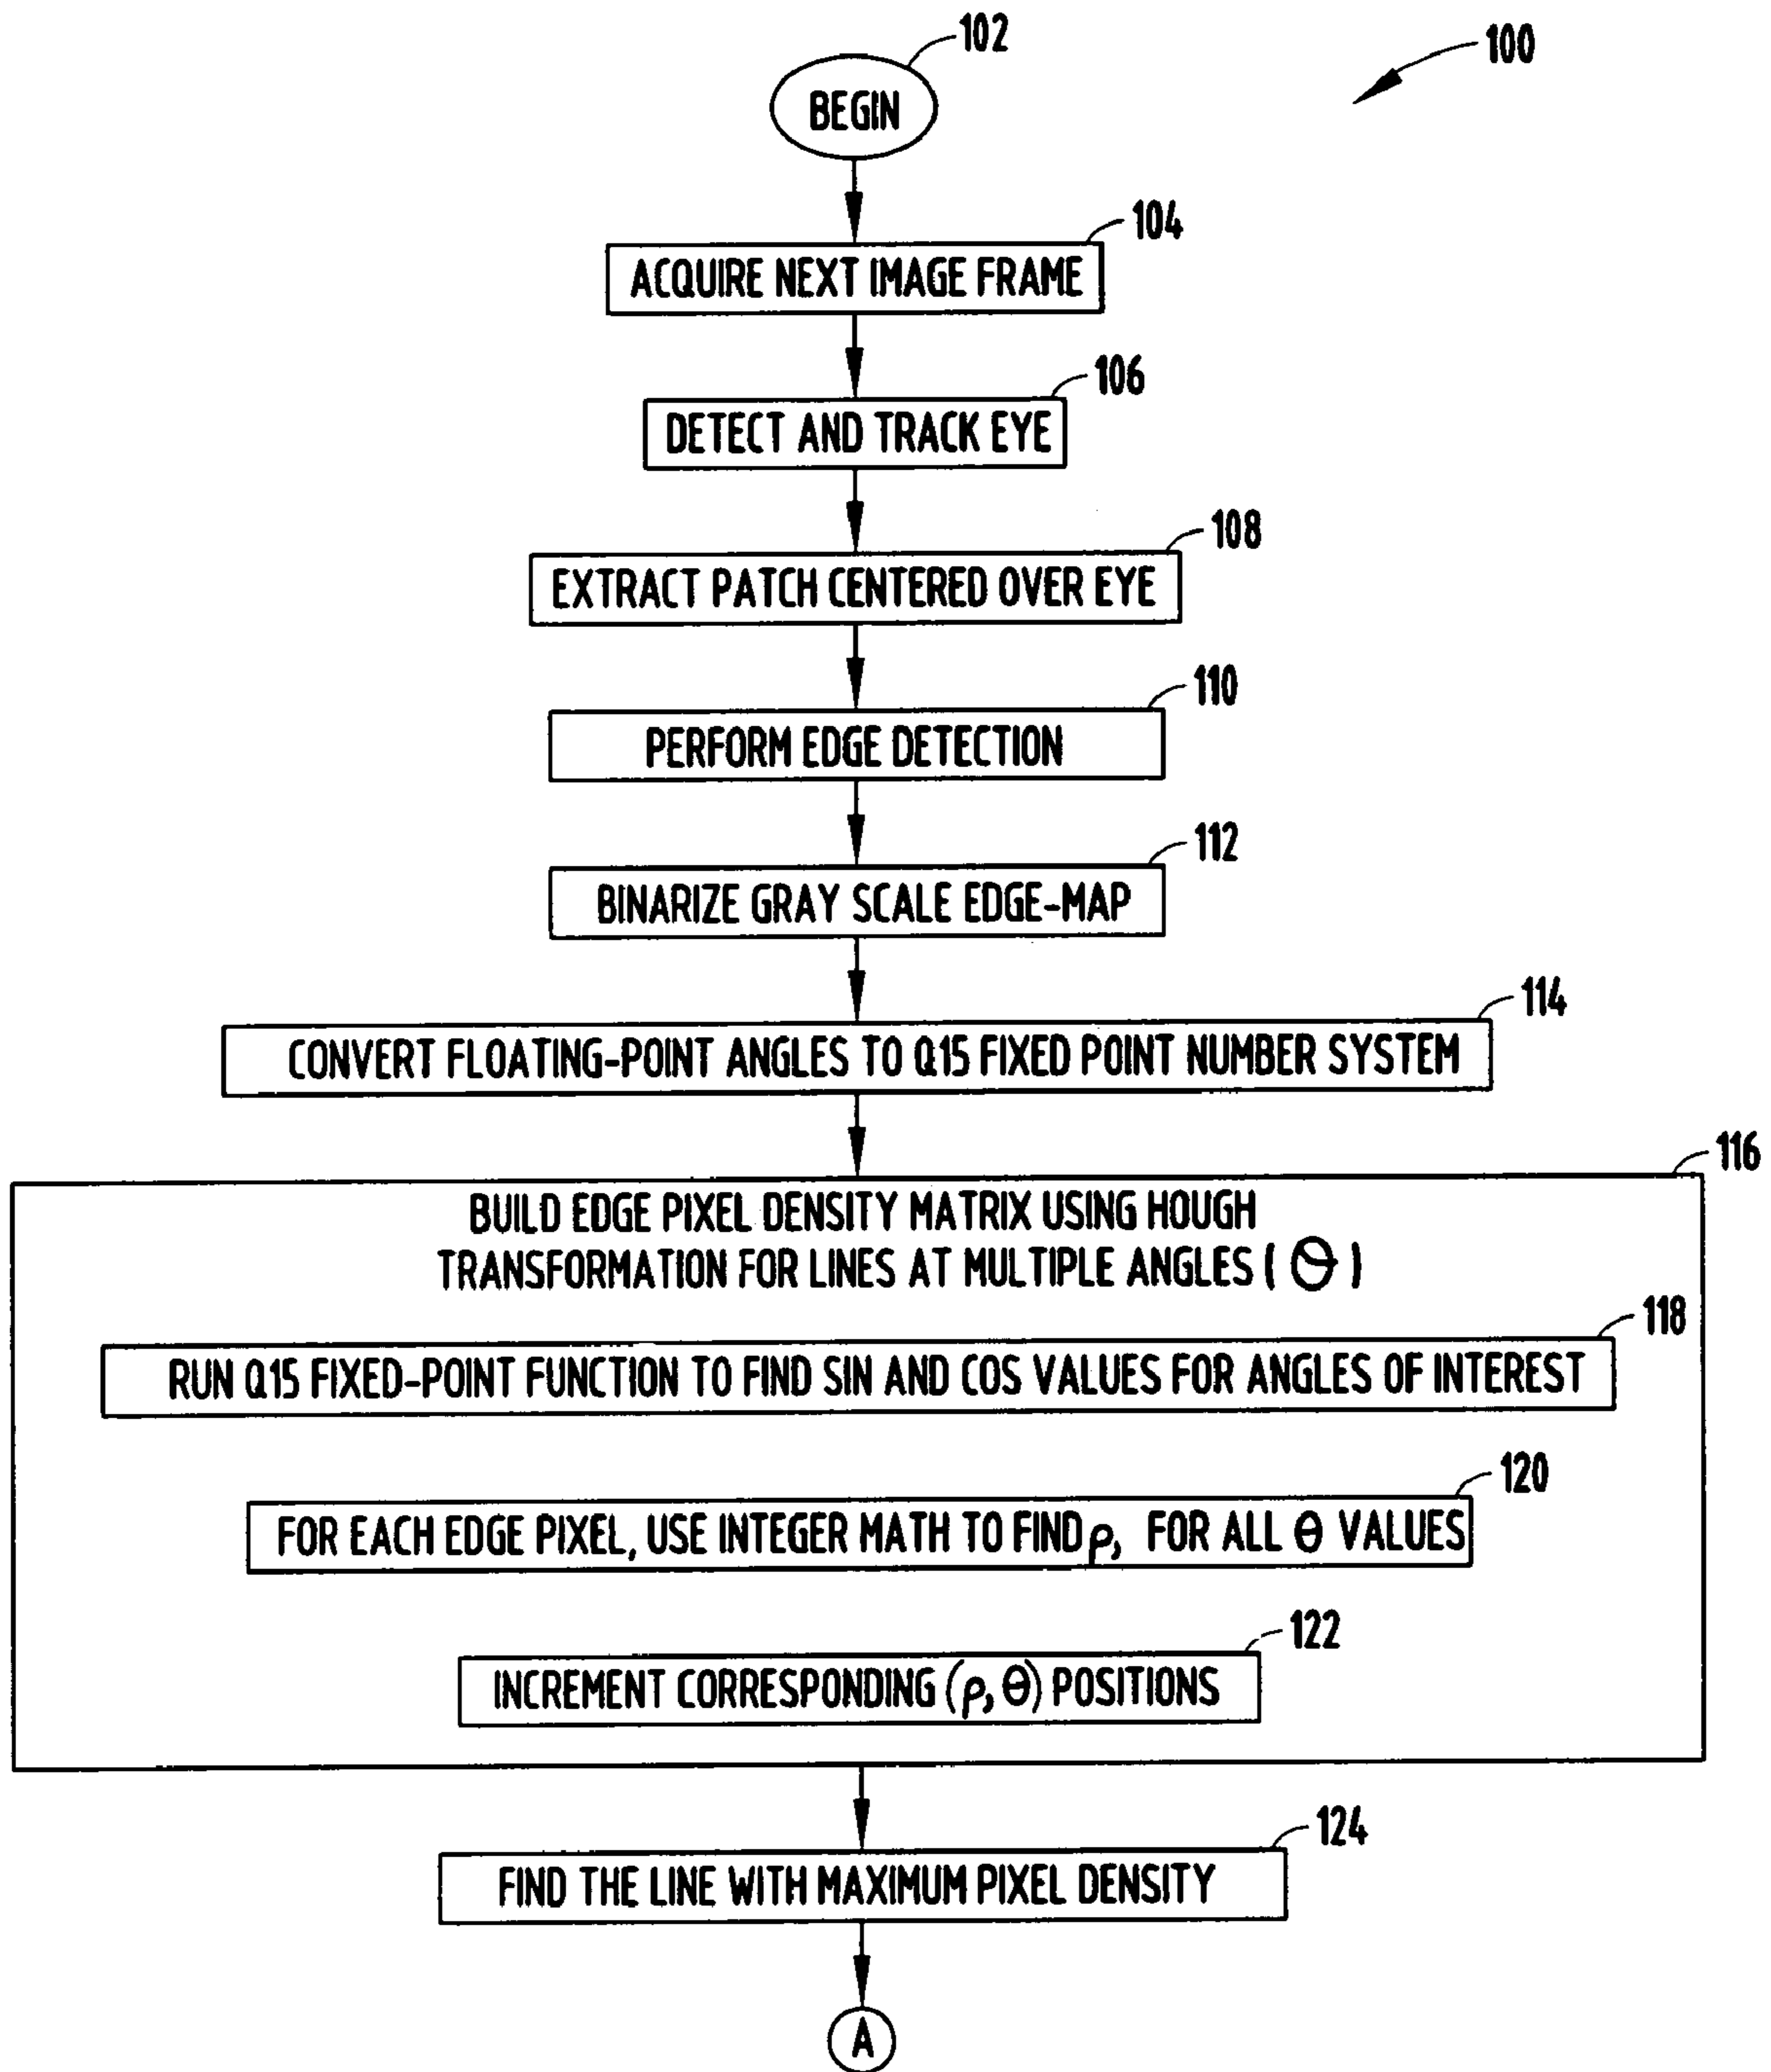 102
100
BEGIN
104
ACQUIRE NEXT IMAGE FRAME
106
DETECT AND TRACK EYE
108
EXTRACT PATCH CENTERED OVER EYE
110
PERFORM EDGE DETECTION
112
BINARIZE GRAY SCALE EDGE-MAP
114
CONVERT FLOATING-POINT ANGLES TO Q15 FIXED POINT NUMBER SYSTEM
116
BUILD EDGE PIXEL DENSITY MATRIX USING HOUGH
TRANSFORMATION FOR LINES AT MULTIPLE ANGLES ( Θ )
118
RUN Q15 FIXED-POINT FUNCTION TO FIND SIN AND COS VALUES FOR ANGLES OF INTEREST
120
FOR EACH EDGE PIXEL, USE INTEGER MATH TO FIND ρ, FOR ALL Θ VALUES
122
INCREMENT CORRESPONDING (ρ, Θ) POSITIONS
124
FIND THE LINE WITH MAXIMUM PIXEL DENSITY
A